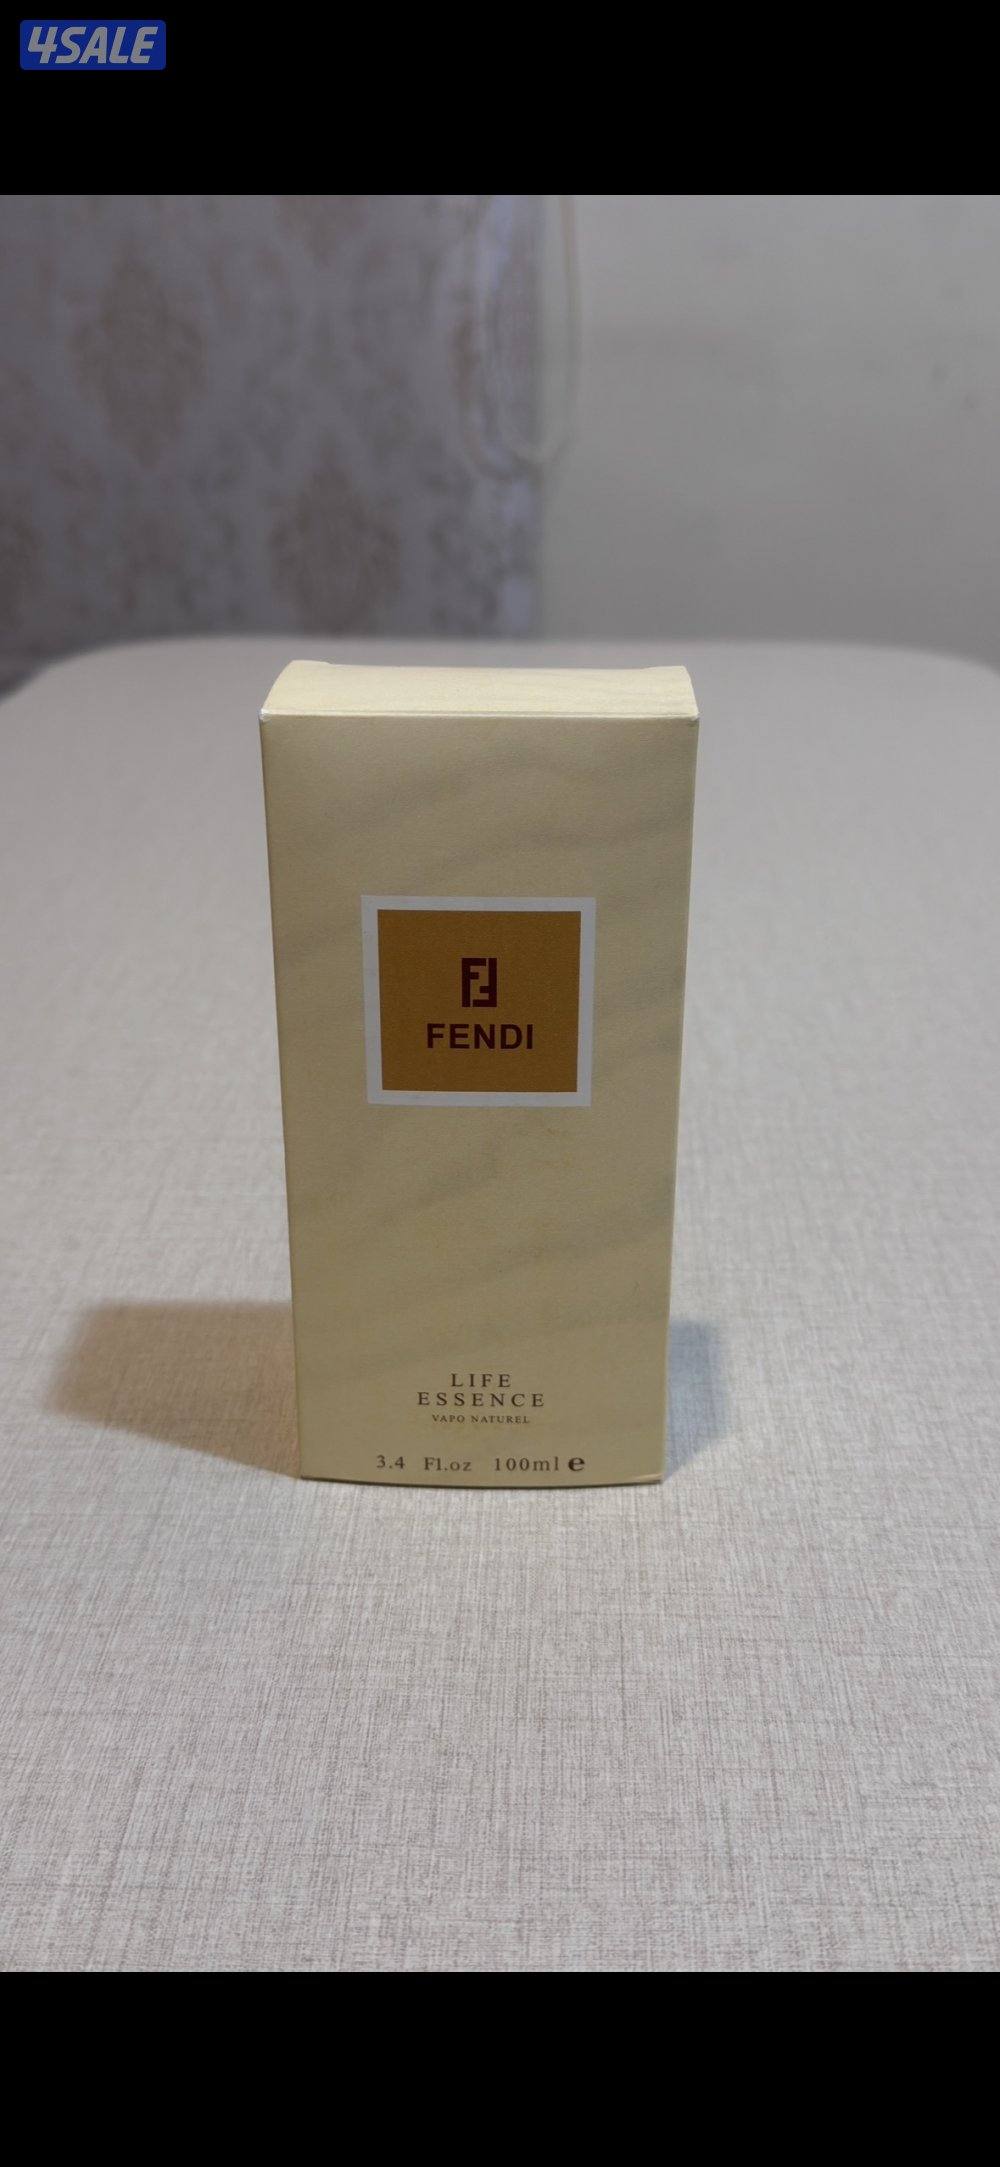 4SALE
FENDI
LIFE
ESSENCE
VAPO NATUREL
3.4 Fl.oz 100ml e